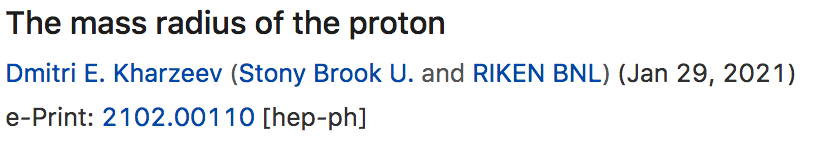 The mass radius of the proton
Dmitri E. Kharzeev (Stony Brook U. and RIKEN BNL) (Jan 29, 2021)
e-Print: 2102.00110 [hep-ph]